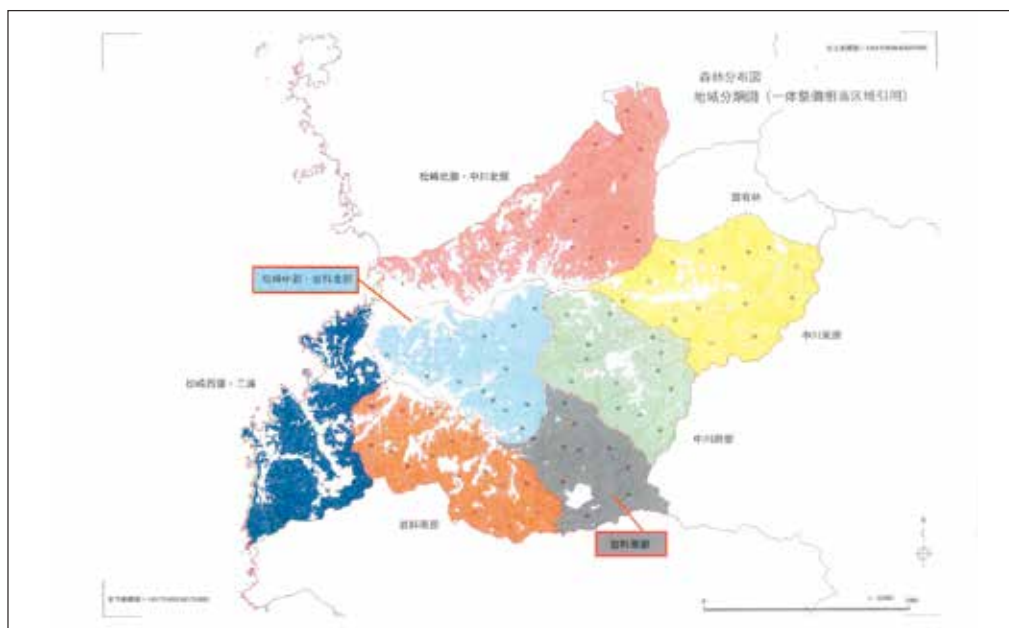 森林分布図
地域分類図（一体整備相当区域引用）
松崎北部・中川北部
国有林
松崎中部・岩科北部
中川東部
松崎西部・三浦
中川南部
岩科南部
岩科東部